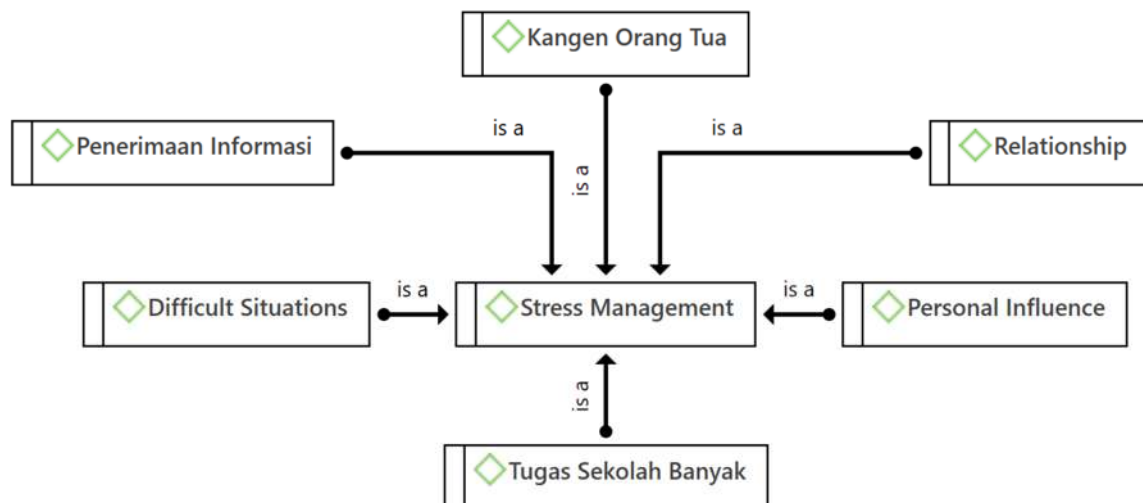 Kangen Orang Tua
is a
is a
Penerimaan Informasi
Relationship
is a
is a
is a
Difficult Situations
Stress Management
Personal Influence
is a
Tugas Sekolah Banyak